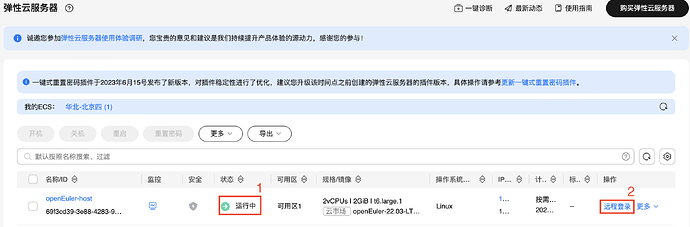 弹性云服务器
一键诊断 最新动态 使用指南 购买弹性云服务器
诚邀您参加弹性云服务器使用体验调研，您宝贵的意见和建议是我们持续提升产品体验的源动力，感谢您的参与！
一键式重置密码插件于2023年6月15号发布了新版本，对插件稳定性进行了优化，建议您升级该时间点之前创建的弹性云服务器的插件版本，具体操作请参考更新一键式重置密码插件。
我的ECS： 华北-北京四 (1)
开机 关机 重启 重置密码 更多 导出
默认按照名称搜索、过滤
名称/ID 监控 安全 状态 可用区 规格/镜像 操作系统... IP... 计... 标... 操作
1 2
openEuler-host
69f3cd39-3e88-4283-9...
运行中 可用区1
2vCPUs | 2GiB | t6.large.1
云市场 openEuler-22.03-LT...
Linux
1...
1...
按需...
202...
--
远程登录 更多